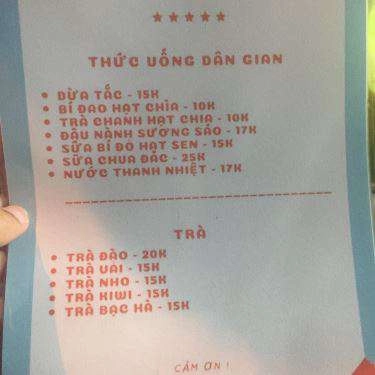 THỨC UỐNG DÂN GIAN
DỪA TẮC - 15K
BÍ ĐAO HẠT CHIA - 10K
TRÀ CHANH HẠT CHIA - 10K
ĐẬU NÀNH SƯƠNG SÁO - 17K
SỮA BÍ ĐỎ HẠT SEN - 15K
SỮA CHUA ĐÁC - 25K
NƯỚC THANH NHIỆT - 17K
TRÀ
TRÀ ĐÀO - 20K
TRÀ VẢI - 15K
TRÀ NHO - 15K
TRÀ KIWI - 15K
TRÀ BẠC HÀ - 15K
CẢM ƠN !